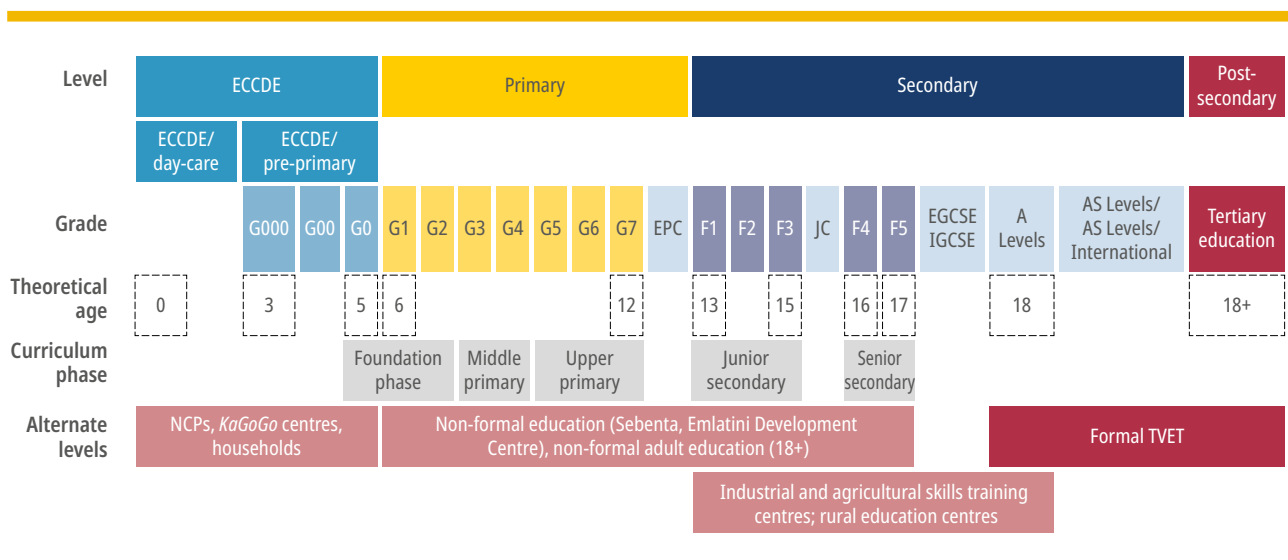 Level
ECCDE
Primary
Secondary
Post-
secondary
ECCDE/
day-care
ECCDE/
pre-primary
Grade
G000
G00
G0
G1
G2
G3
G4
G5
G6
G7
EPC
F1
F2
F3
JC
F4
F5
EGCSE
IGCSE
A
Levels
AS Levels/
AS Levels/
International
Tertiary
education
Theoretical
age
0
3
5
6
12
13
15
16
17
18
18+
Curriculum
phase
Foundation
phase
Middle
primary
Upper
primary
Junior
secondary
Senior
secondary
Alternate
levels
NCPs, KaGoGo centres,
households
Non-formal education (Sebenta, Emlatini Development
Centre), non-formal adult education (18+)
Formal TVET
Industrial and agricultural skills training
centres; rural education centres